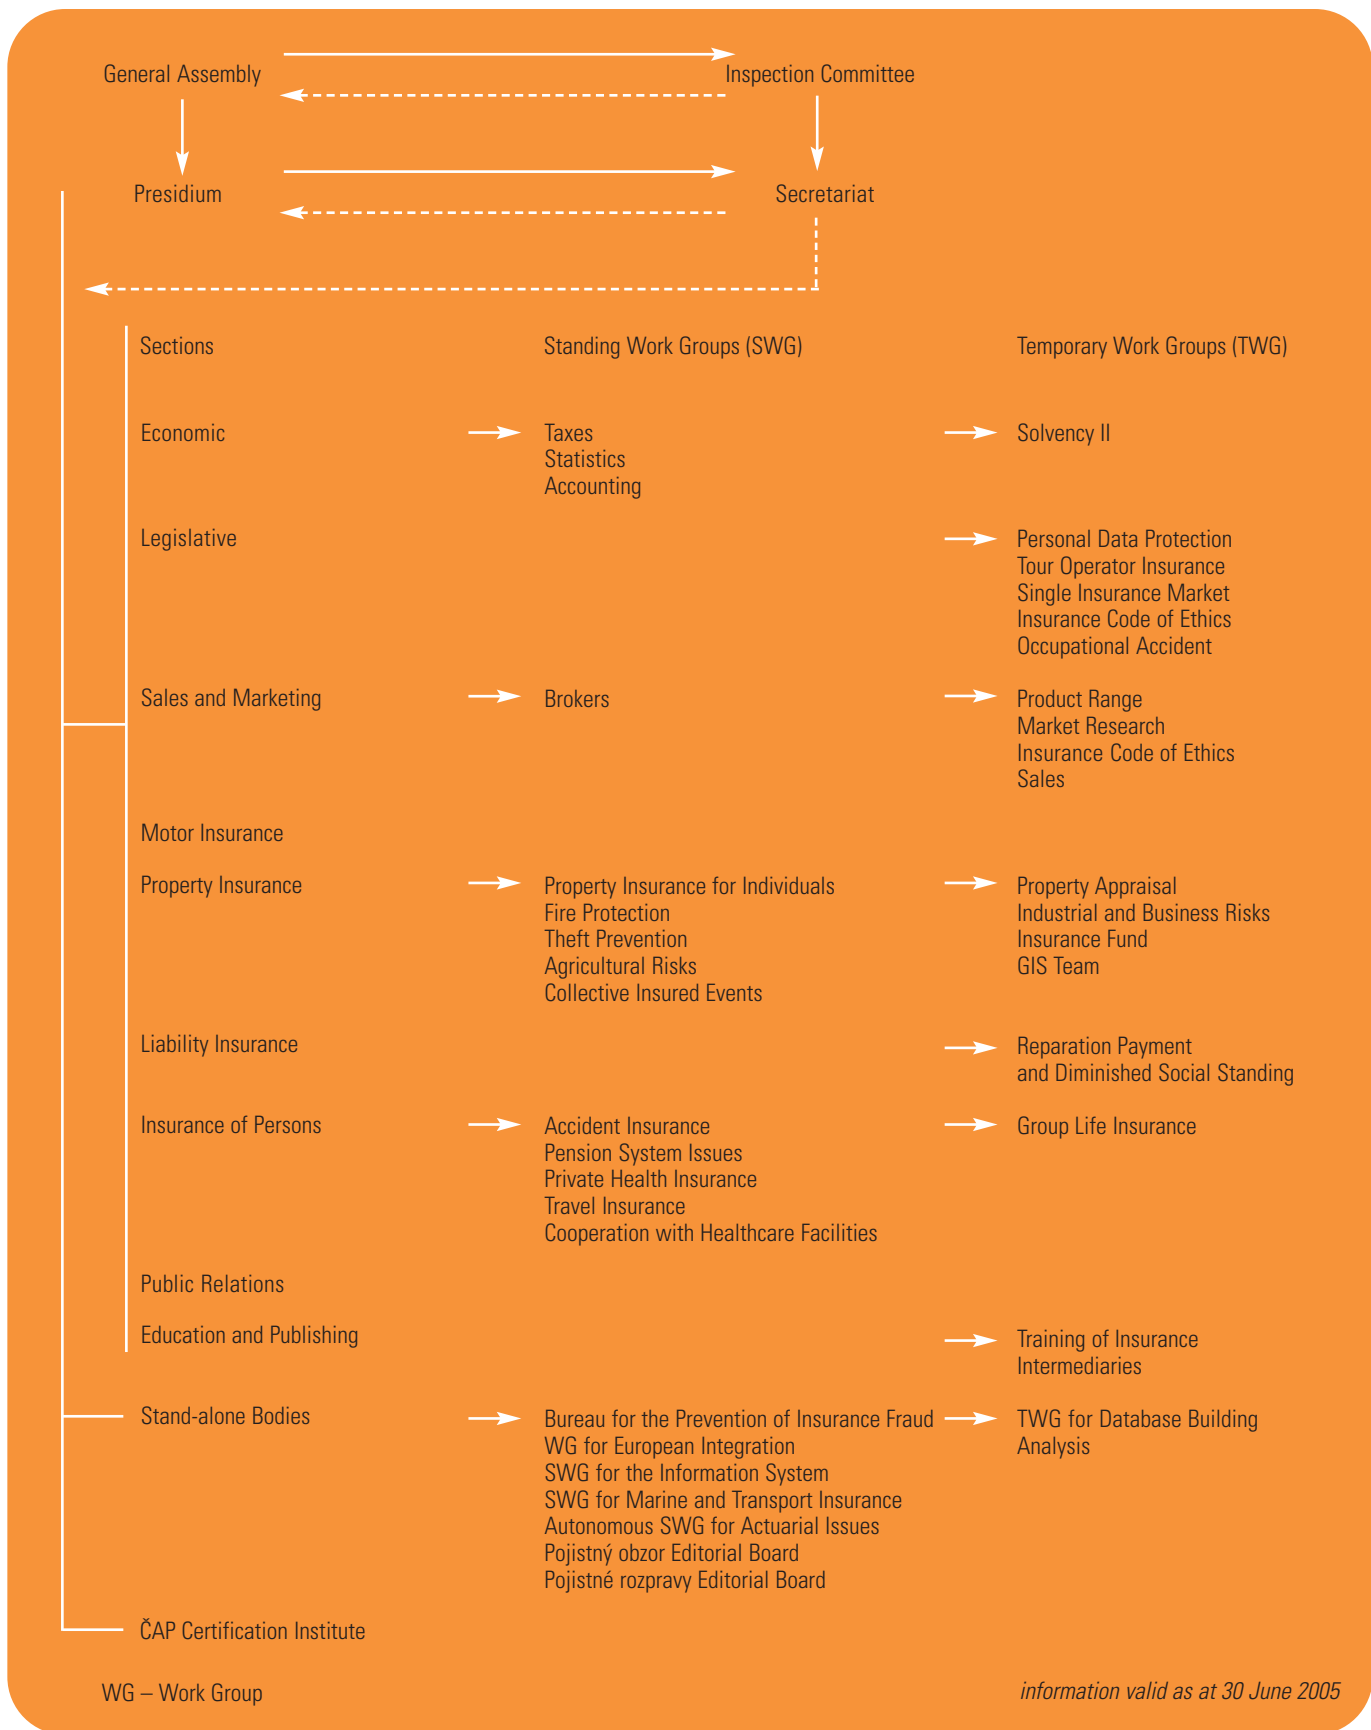 General Assembly
Inspection Committee
Presidium
Secretariat
Sections
Standing Work Groups (SWG)
Temporary Work Groups (TWG)
Economic
Taxes
Statistics
Accounting
Solvency II
Legislative
Personal Data Protection
Tour Operator Insurance
Single Insurance Market
Insurance Code of Ethics
Occupational Accident
Sales and Marketing
Brokers
Product Range
Market Research
Insurance Code of Ethics
Sales
Motor Insurance
Property Insurance
Property Insurance for Individuals
Fire Protection
Theft Prevention
Agricultural Risks
Collective Insured Events
Property Appraisal
Industrial and Business Risks
Insurance Fund
GIS Team
Liability Insurance
Reparation Payment
and Diminished Social Standing
Insurance of Persons
Accident Insurance
Pension System Issues
Private Health Insurance
Travel Insurance
Cooperation with Healthcare Facilities
Group Life Insurance
Public Relations
Education and Publishing
Training of Insurance
Intermediaries
Stand-alone Bodies
Bureau for the Prevention of Insurance Fraud
WG for European Integration
SWG for the Information System
SWG for Marine and Transport Insurance
Autonomous SWG for Actuarial Issues
Pojistný obzor Editorial Board
Pojistné rozpravy Editorial Board
TWG for Database Building
Analysis
ČAP Certification Institute
WG – Work Group
information valid as at 30 June 2005